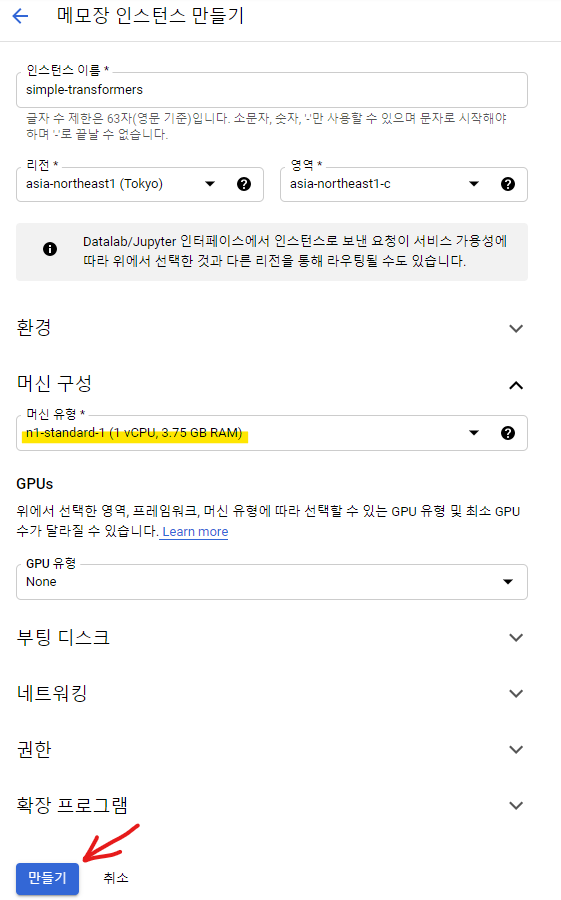 메모장 인스턴스 만들기
인스턴스 이름 *
simple-transformers
글자 수 제한은 63자(영문 기준)입니다. 소문자, 숫자, '-'만 사용할 수 있으며 문자로 시작해야
하며 '-'로 끝날 수 없습니다.
리전 *
asia-northeast1 (Tokyo)
영역 *
asia-northeast1-c
Datalab/Jupyter 인터페이스에서 인스턴스로 보낸 요청이 서비스 가용성에
따라 위에서 선택한 것과 다른 리전을 통해 라우팅될 수도 있습니다.
환경
머신 구성
머신 유형 *
n1-standard-1 (1 vCPU, 3.75 GB RAM)
GPUs
위에서 선택한 영역, 프레임워크, 머신 유형에 따라 선택할 수 있는 GPU 유형 및 최소 GPU
수가 달라질 수 있습니다. Learn more
GPU 유형
None
부팅 디스크
네트워킹
권한
확장 프로그램
만들기
취소